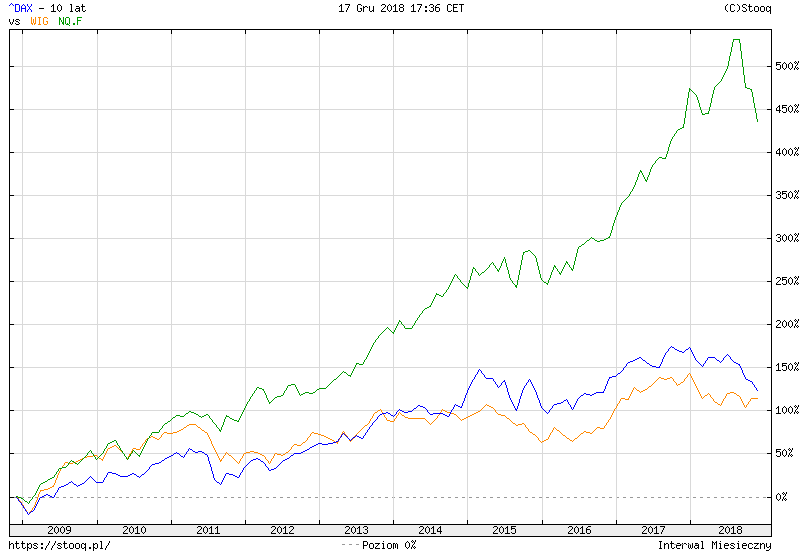 ^DAX - 10 lat 17 Gru 2018 17:36 CET (C)Stooq
vs WIG NQ.F
500%
450%
400%
350%
300%
250%
200%
150%
100%
50%
0%
2009 2010 2011 2012 2013 2014 2015 2016 2017 2018
https://stooq.pl/ ---Poziom 0% Interwal Miesieczny